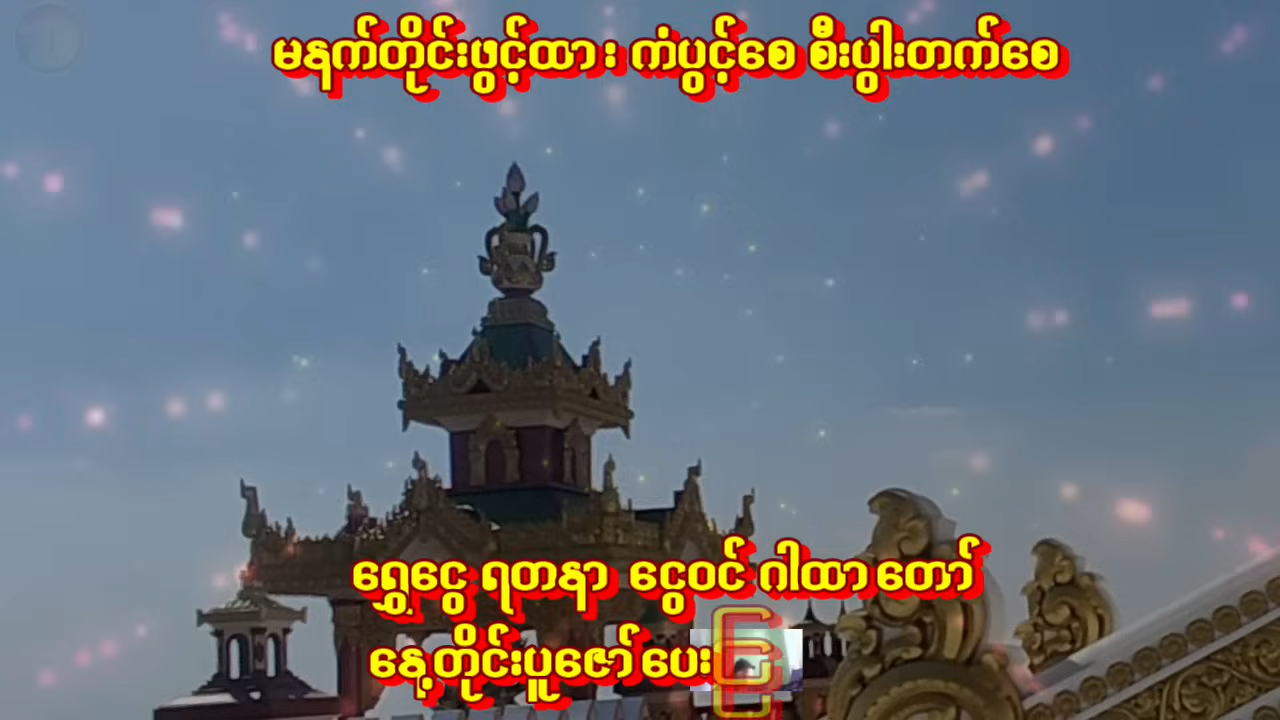 မနက်တိုင်းဖွင့်ထား ကံပွင့်စေ စီးပွါးတက်စေ
ရွှေငွေ ရတနာ ငွေဝင် ဂါထာတော်
နေ့တိုင်းပူဇော်ပေး